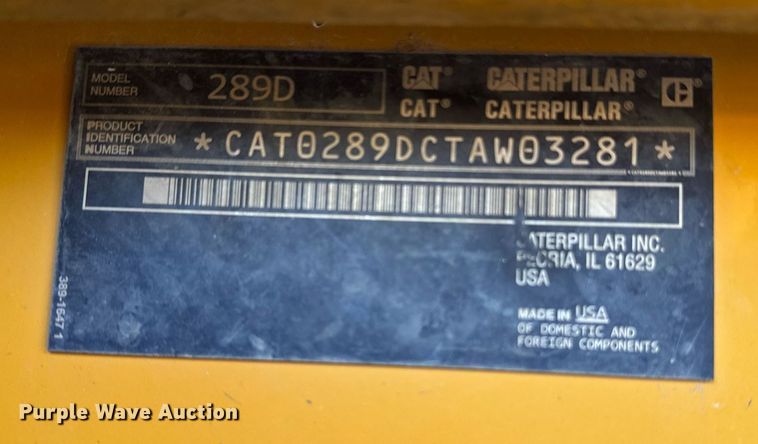 MODEL NUMBER 289D
CAT® CATERPILLAR®
CAT® CATERPILLAR®
PRODUCT IDENTIFICATION NUMBER *CAT0289DCTAW03281*
CATERPILLAR INC.
PEORIA, IL 61629
USA
MADE IN USA
OF DOMESTIC AND
FOREIGN COMPONENTS
389-1647 1
Purple Wave Auction